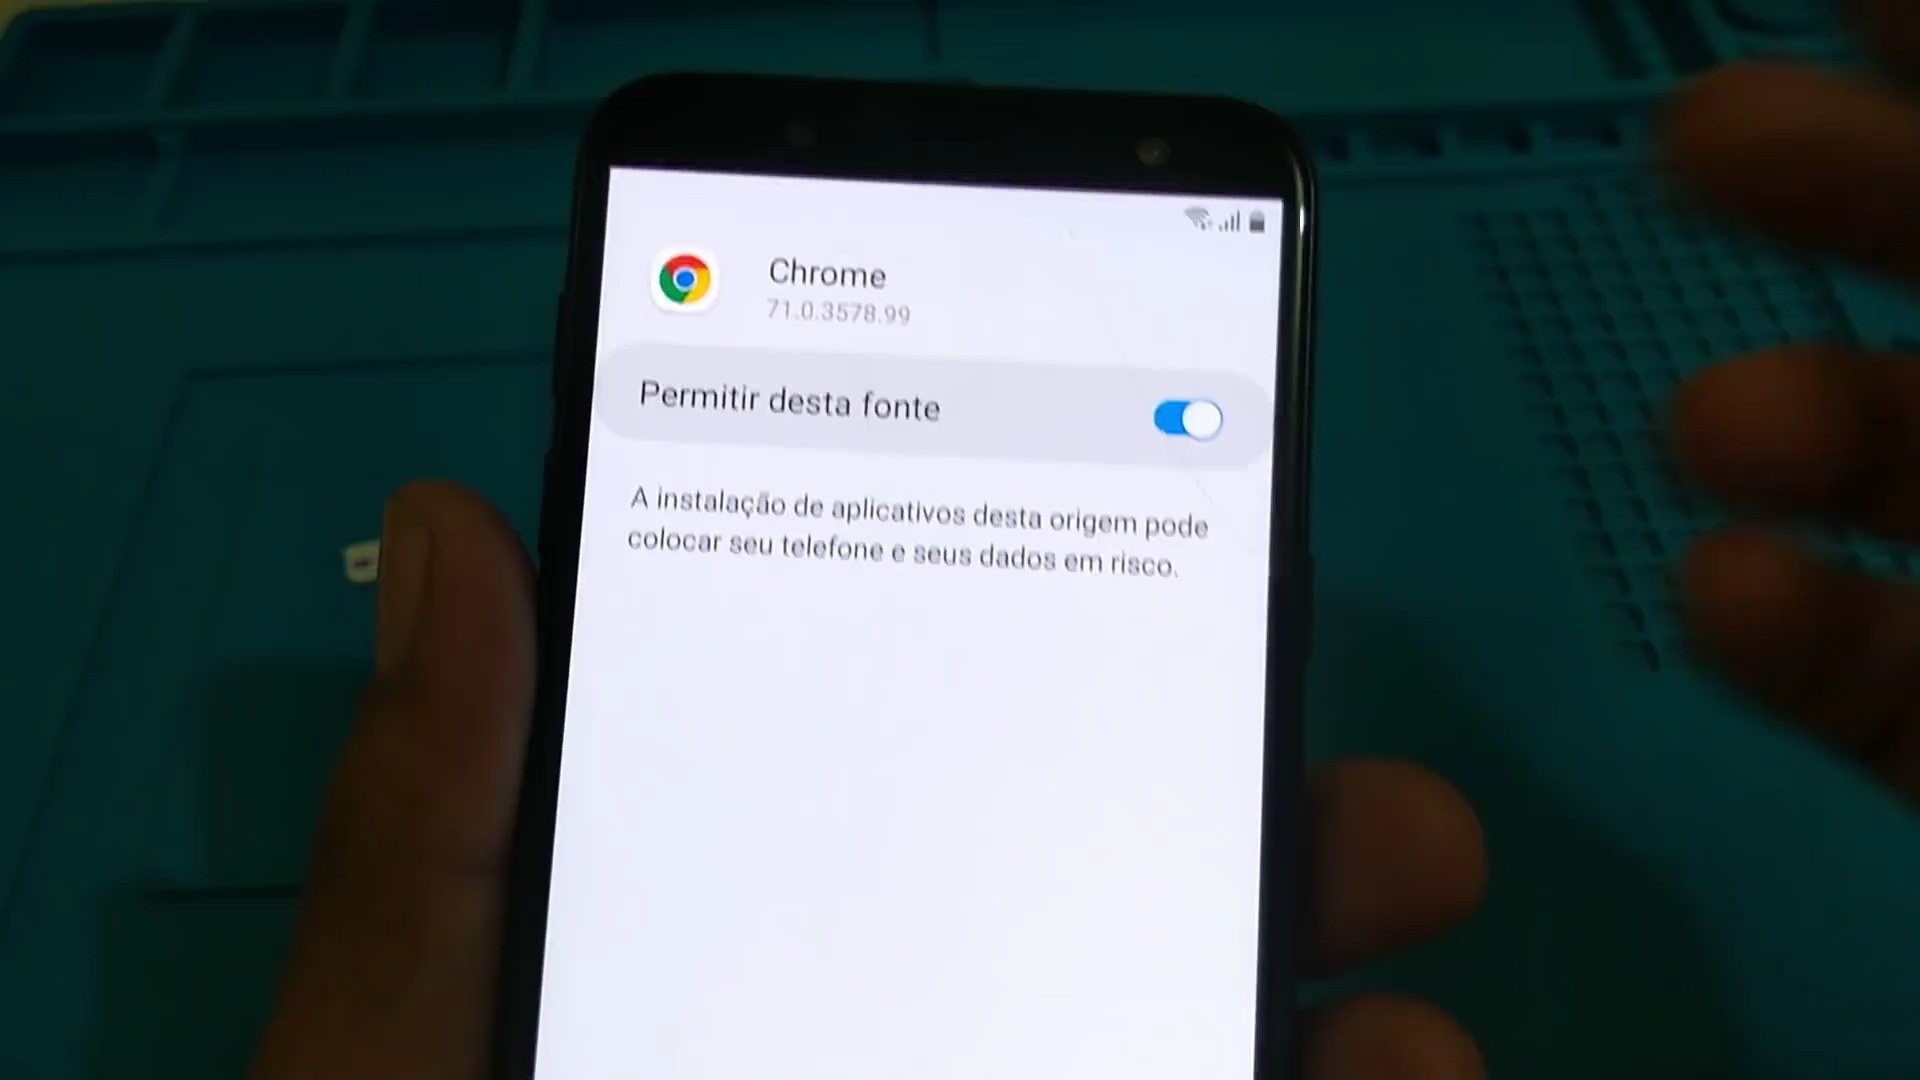 Chrome
71.0.3578.99
Permitir desta fonte
A instalação de aplicativos desta origem pode
colocar seu telefone e seus dados em risco.